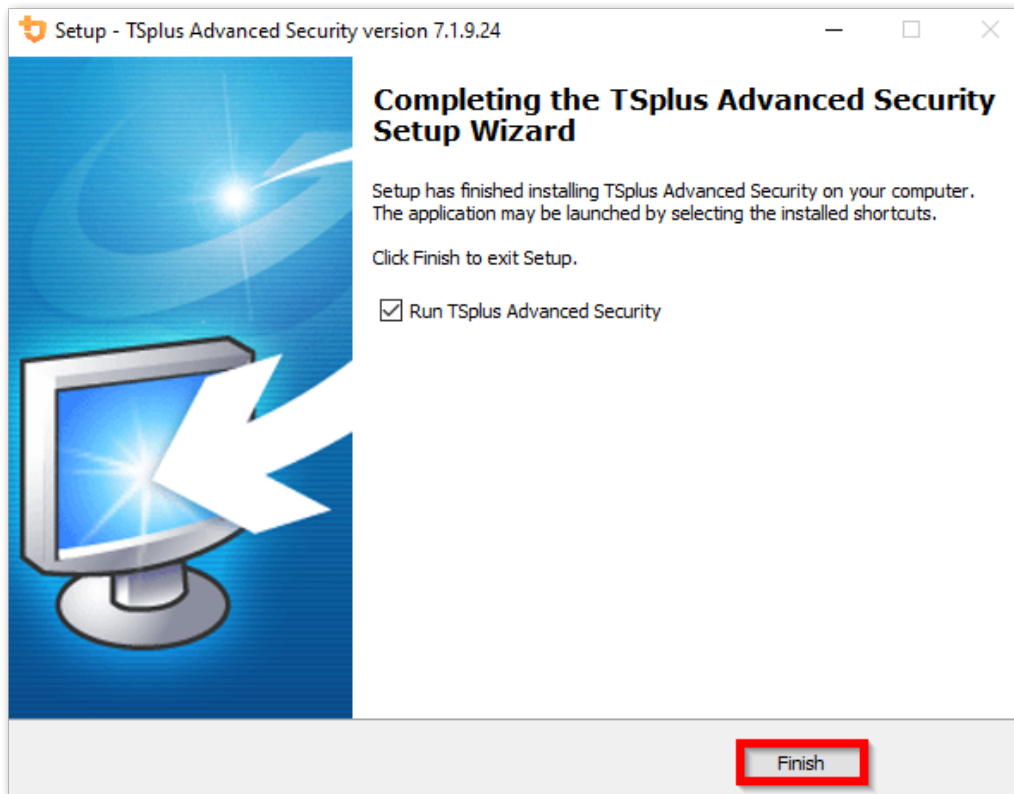 Setup - TSplus Advanced Security version 7.1.9.24
Completing the TSplus Advanced Security
Setup Wizard
Setup has finished installing TSplus Advanced Security on your computer.
The application may be launched by selecting the installed shortcuts.
Click Finish to exit Setup.
Run TSplus Advanced Security
Finish